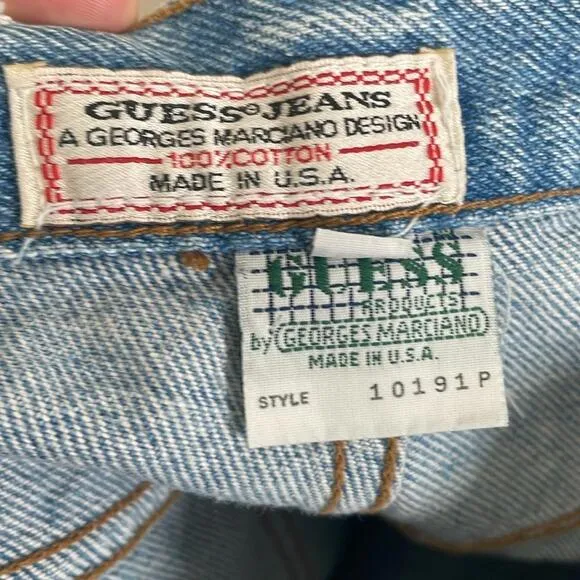 GUESS® JEANS
A GEORGES MARCIANO DESIGN
100% COTTON
MADE IN U.S.A.
GUESS
PRODUCTS
by GEORGES MARCIANO
MADE IN U.S.A.
STYLE 10191P